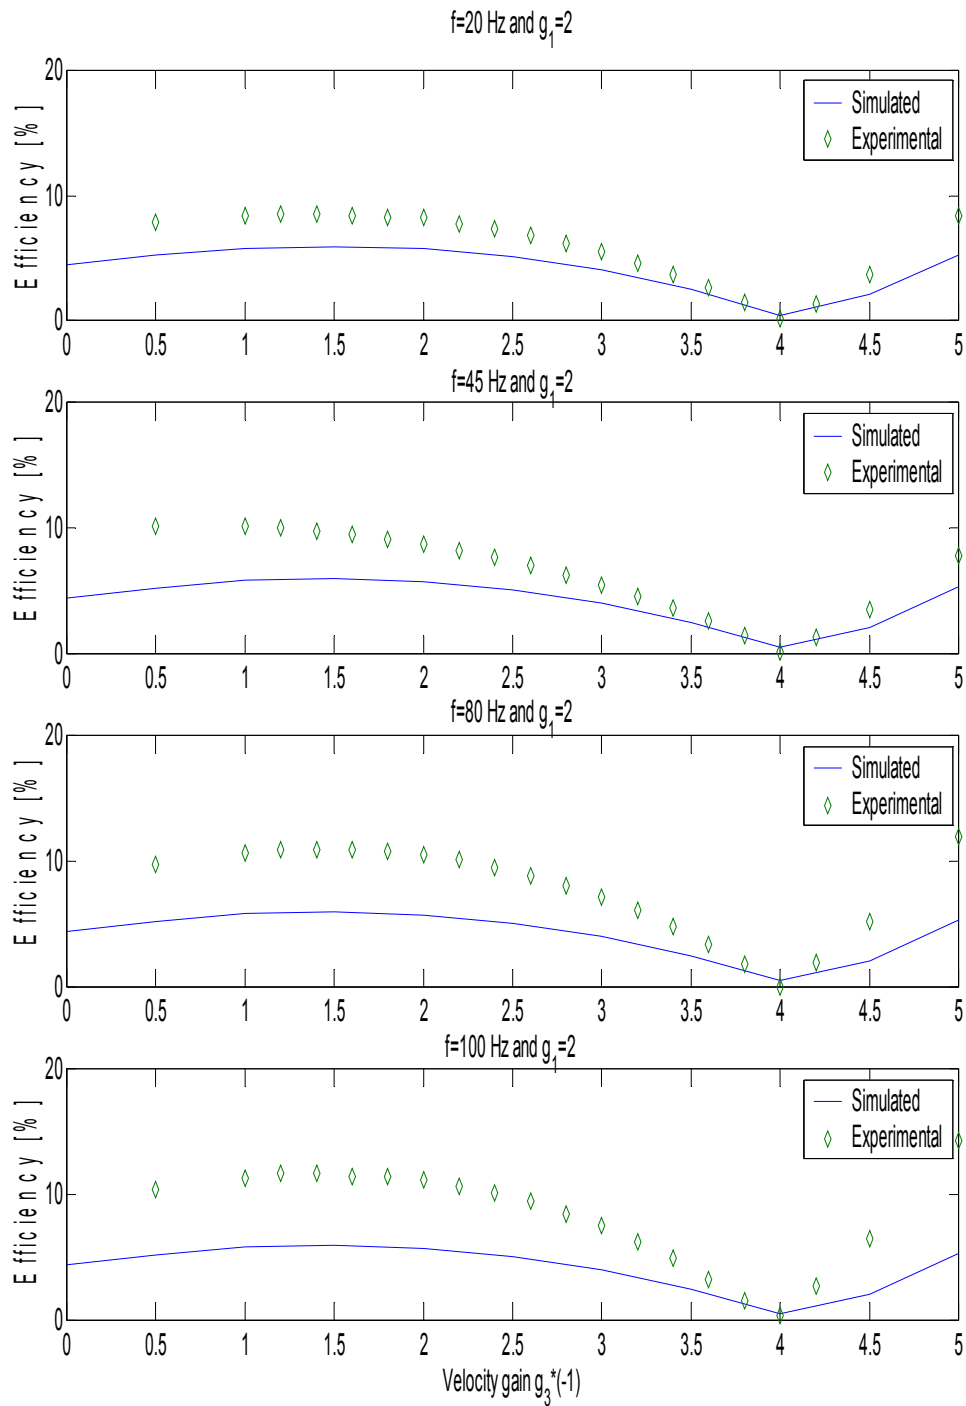 f=20 Hz and g1=2
Efficiency [%]
20
10
0
Simulated
Experimental
0 0.5 1 1.5 2 2.5 3 3.5 4 4.5 5
f=45 Hz and g1=2
Efficiency [%]
20
10
0
Simulated
Experimental
0 0.5 1 1.5 2 2.5 3 3.5 4 4.5 5
f=80 Hz and g1=2
Efficiency [%]
20
10
0
Simulated
Experimental
0 0.5 1 1.5 2 2.5 3 3.5 4 4.5 5
f=100 Hz and g1=2
Efficiency [%]
20
10
0
Simulated
Experimental
0 0.5 1 1.5 2 2.5 3 3.5 4 4.5 5
Velocity gain g3*(-1)